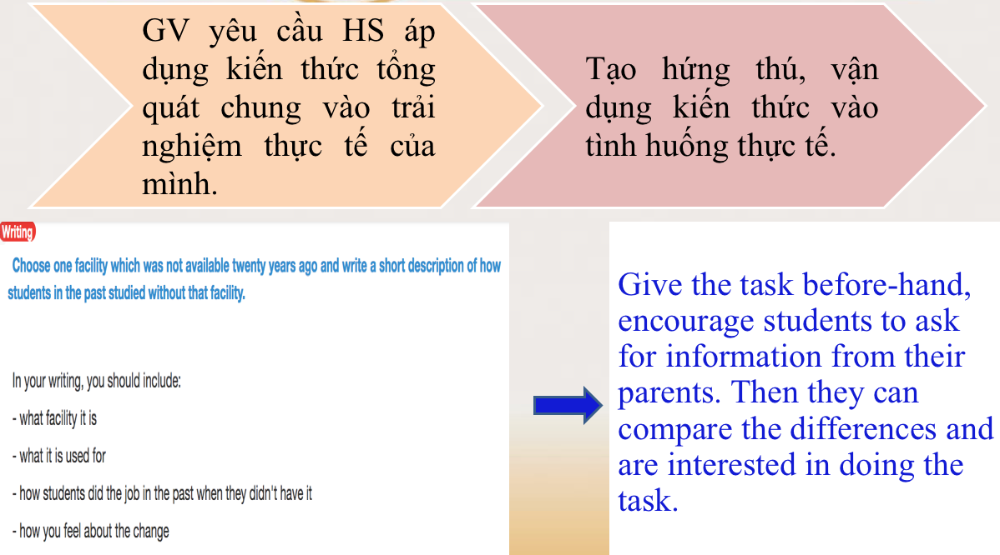 GV yêu cầu HS áp
dụng kiến thức tổng
quát chung vào trải
nghiệm thực tế của
mình.
Tạo hứng thú, vận
dụng kiến thức vào
tình huống thực tế.
Writing
Choose one facility which was not available twenty years ago and write a short description of how
students in the past studied without that facility.
In your writing, you should include:
- what facility it is
- what it is used for
- how students did the job in the past when they didn't have it
- how you feel about the change
Give the task before-hand,
encourage students to ask
for information from their
parents. Then they can
compare the differences and
are interested in doing the
task.